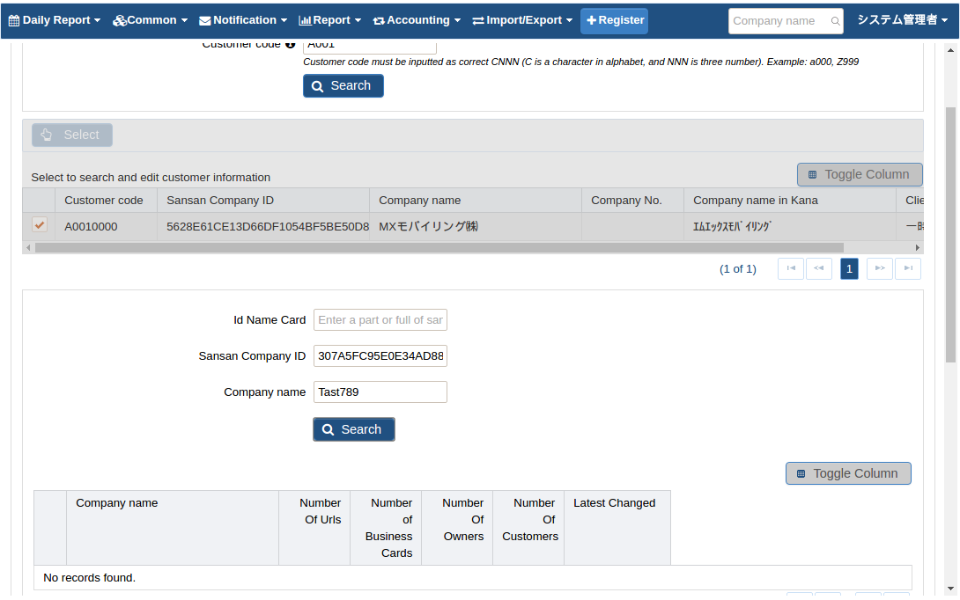 Daily Report Common Notification Report Accounting Import/Export + Register Company name システム管理者
Customer code A001
Customer code must be inputted as correct CNNN (C is a character in alphabet, and NNN is three number). Example: a000, Z999
Search
Select
Select to search and edit customer information
Toggle Column
Customer code Sansan Company ID Company name Company No. Company name in Kana Clie
A0010000 5628E61CE13D66DF1054BF5BE50D8 MXモバイリング㈱ ｴﾑｴｯｸｽﾓﾊﾞｲﾘﾝｸﾞ 一時
(1 of 1) 1
Id Name Card Enter a part or full of sar
Sansan Company ID 307A5FC95E0E34AD88
Company name Tast789
Search
Toggle Column
Company name Number Of Urls Number of Business Cards Number Of Owners Number Of Customers Latest Changed
No records found.